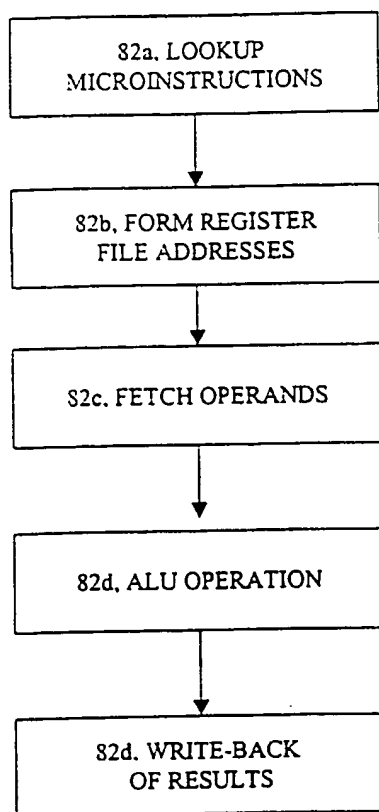 82a, LOOKUP
MICROINSTRUCTIONS
82b, FORM REGISTER
FILE ADDRESSES
82c, FETCH OPERANDS
82d, ALU OPERATION
82d, WRITE-BACK
OF RESULTS